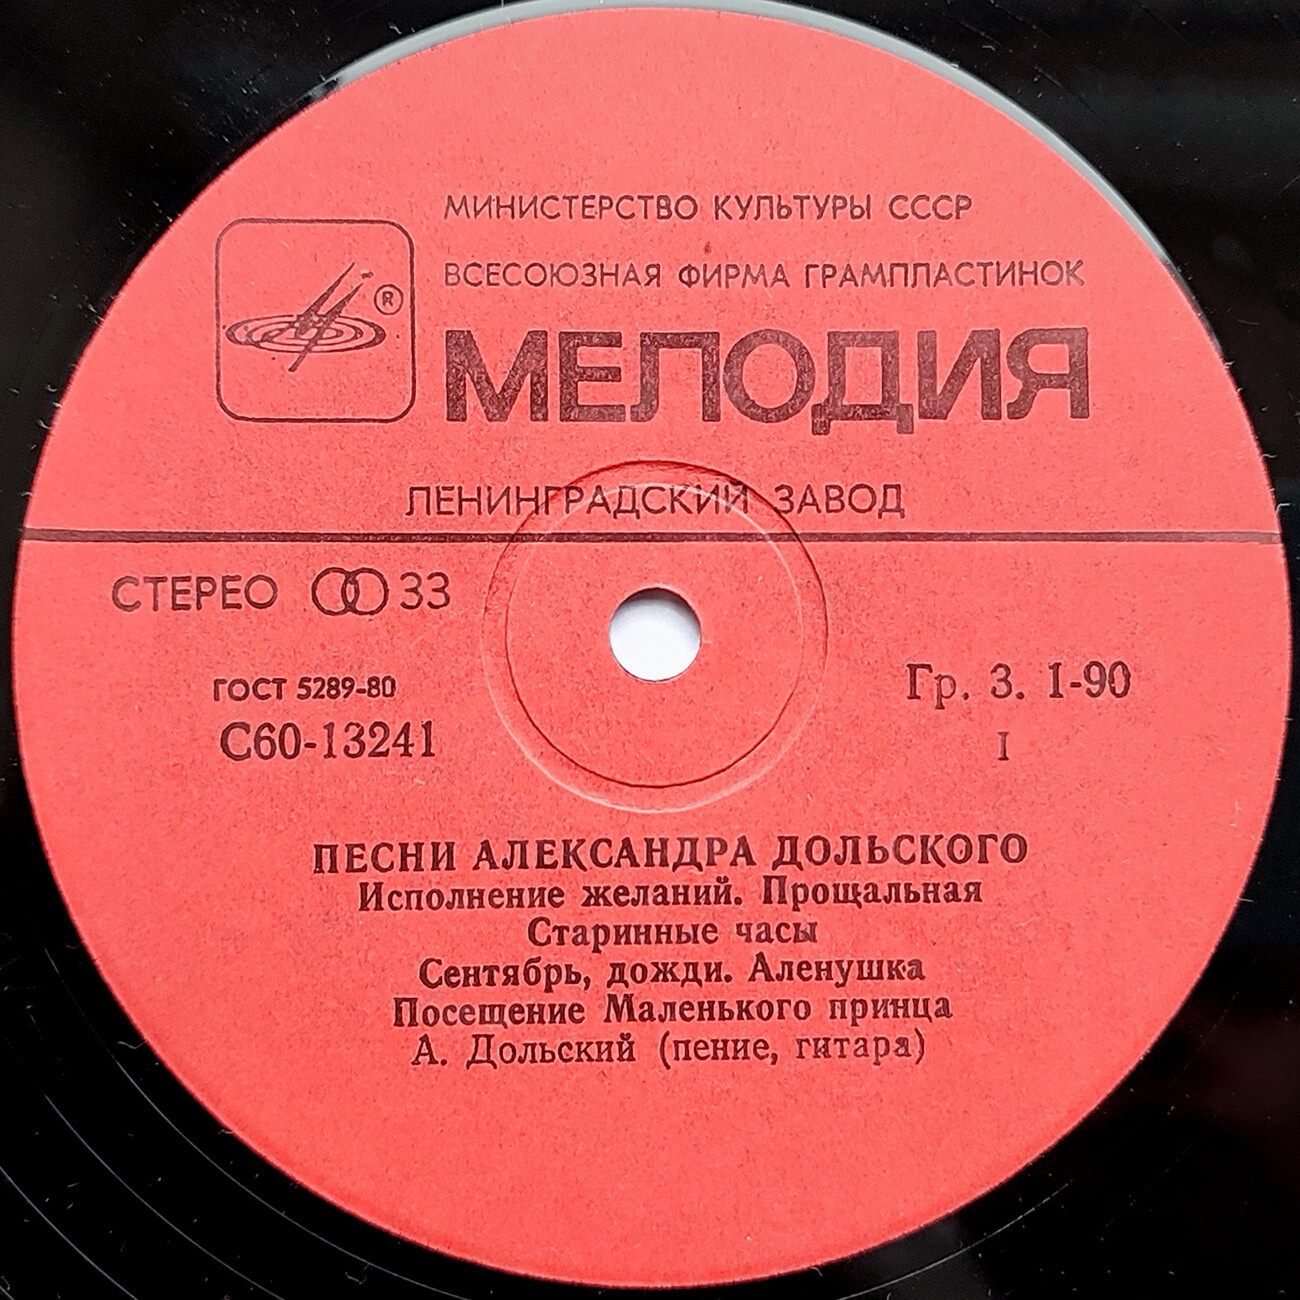 МИНИСТЕРСТВО КУЛЬТУРЫ СССР
ВСЕСОЮЗНАЯ ФИРМА ГРАМПЛАСТИНОК
®
МЕЛОДИЯ
ЛЕНИНГРАДСКИЙ ЗАВОД
СТЕРЕО 33
ГОСТ 5289-80
С60-13241
Гр. 3. I-90
I
ПЕСНИ АЛЕКСАНДРА ДОЛЬСКОГО
Исполнение желаний. Прощальная
Старинные часы
Сентябрь, дожди. Аленушка
Посещение Маленького принца
А. Дольский (пение, гитара)